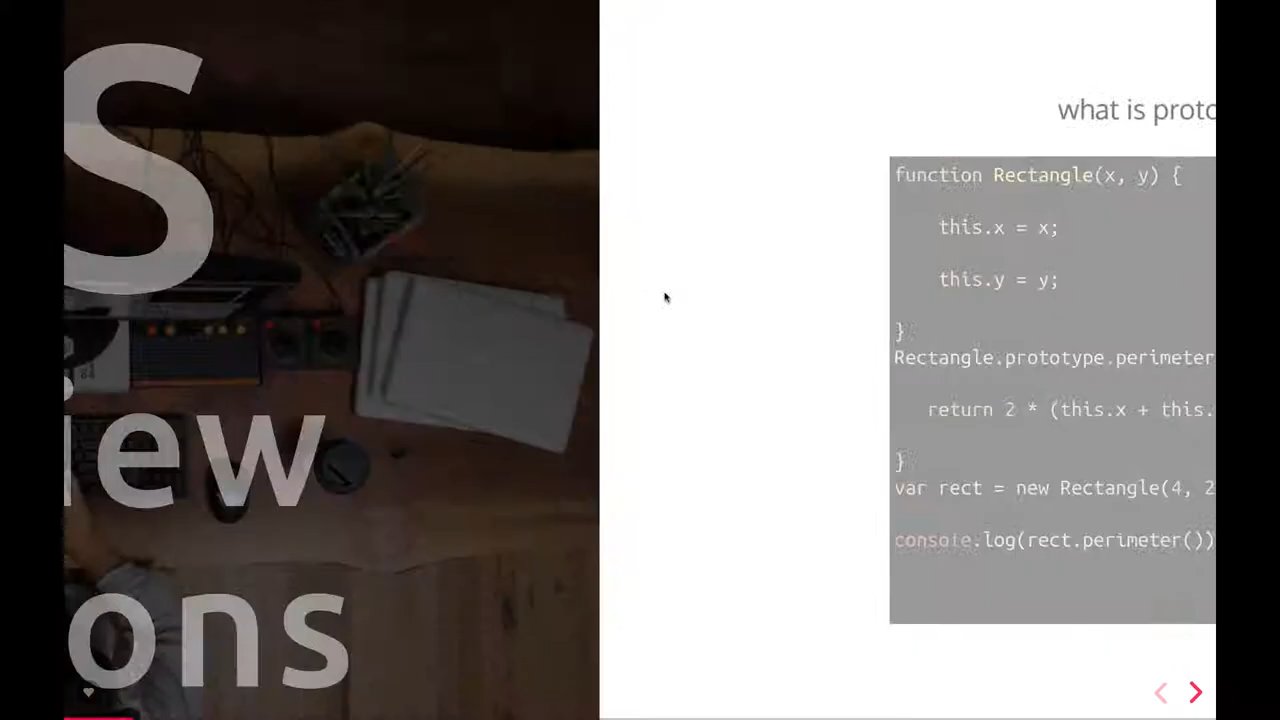 S
iew
ons
what is proto
function Rectangle(x, y) {
this.x = x;
this.y = y;
}
Rectangle.prototype.perimeter
return 2 * (this.x + this.
}
var rect = new Rectangle(4, 2
console.log(rect.perimeter())